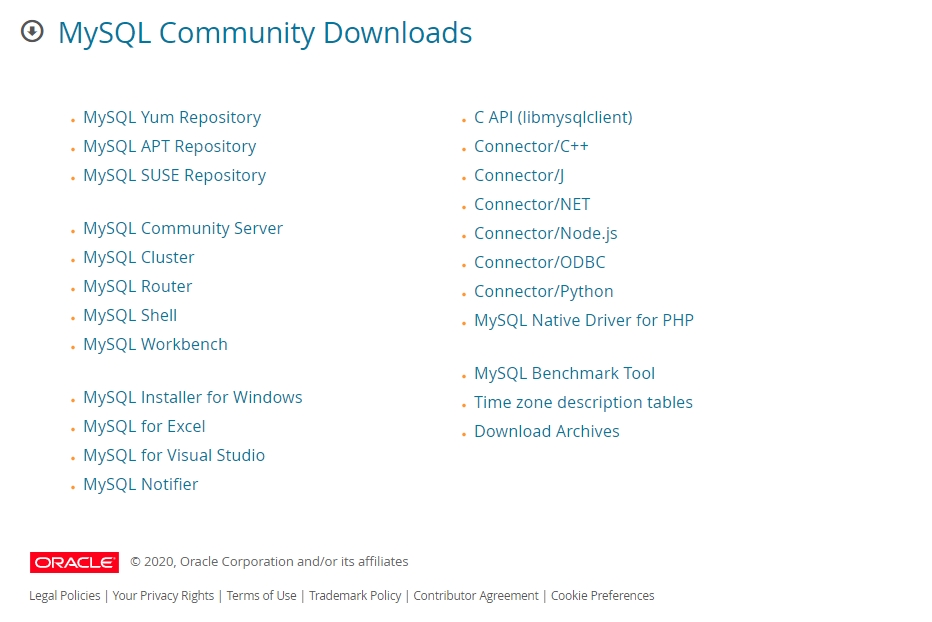 MySQL Community Downloads
MySQL Yum Repository
MySQL APT Repository
MySQL SUSE Repository
MySQL Community Server
MySQL Cluster
MySQL Router
MySQL Shell
MySQL Workbench
MySQL Installer for Windows
MySQL for Excel
MySQL for Visual Studio
MySQL Notifier
C API (libmysqlclient)
Connector/C++
Connector/J
Connector/NET
Connector/Node.js
Connector/ODBC
Connector/Python
MySQL Native Driver for PHP
MySQL Benchmark Tool
Time zone description tables
Download Archives
ORACLE © 2020, Oracle Corporation and/or its affiliates
Legal Policies | Your Privacy Rights | Terms of Use | Trademark Policy | Contributor Agreement | Cookie Preferences